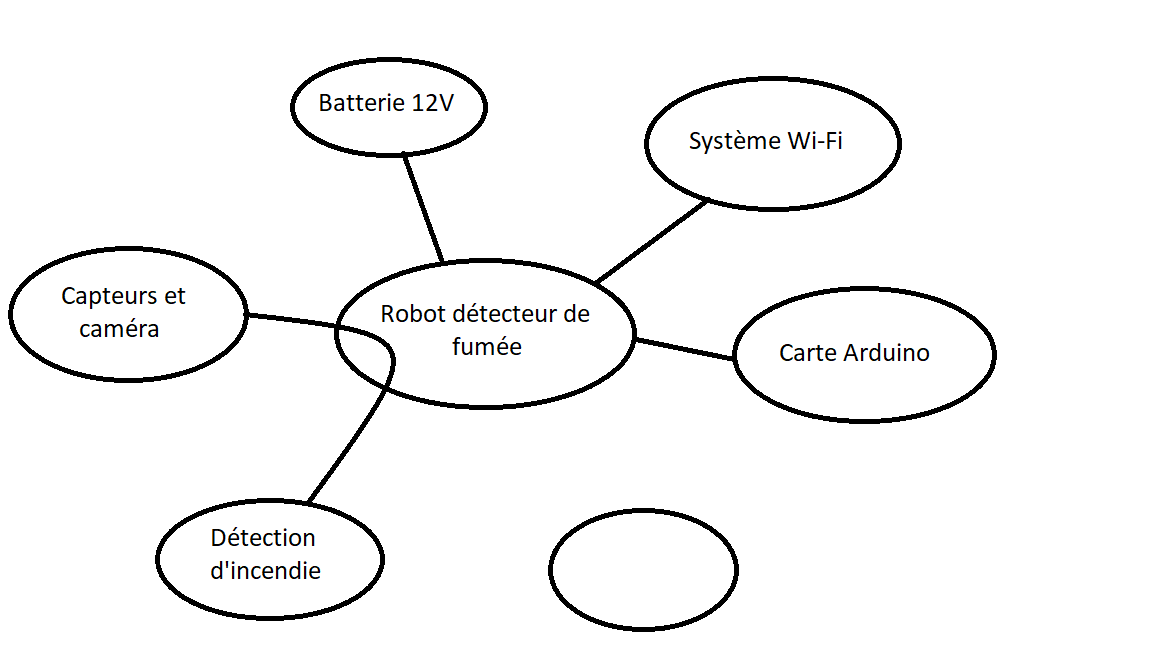 Batterie 12V
Système Wi-Fi
Capteurs et
caméra
Robot détecteur de
fumée
Carte Arduino
Détection
d'incendie